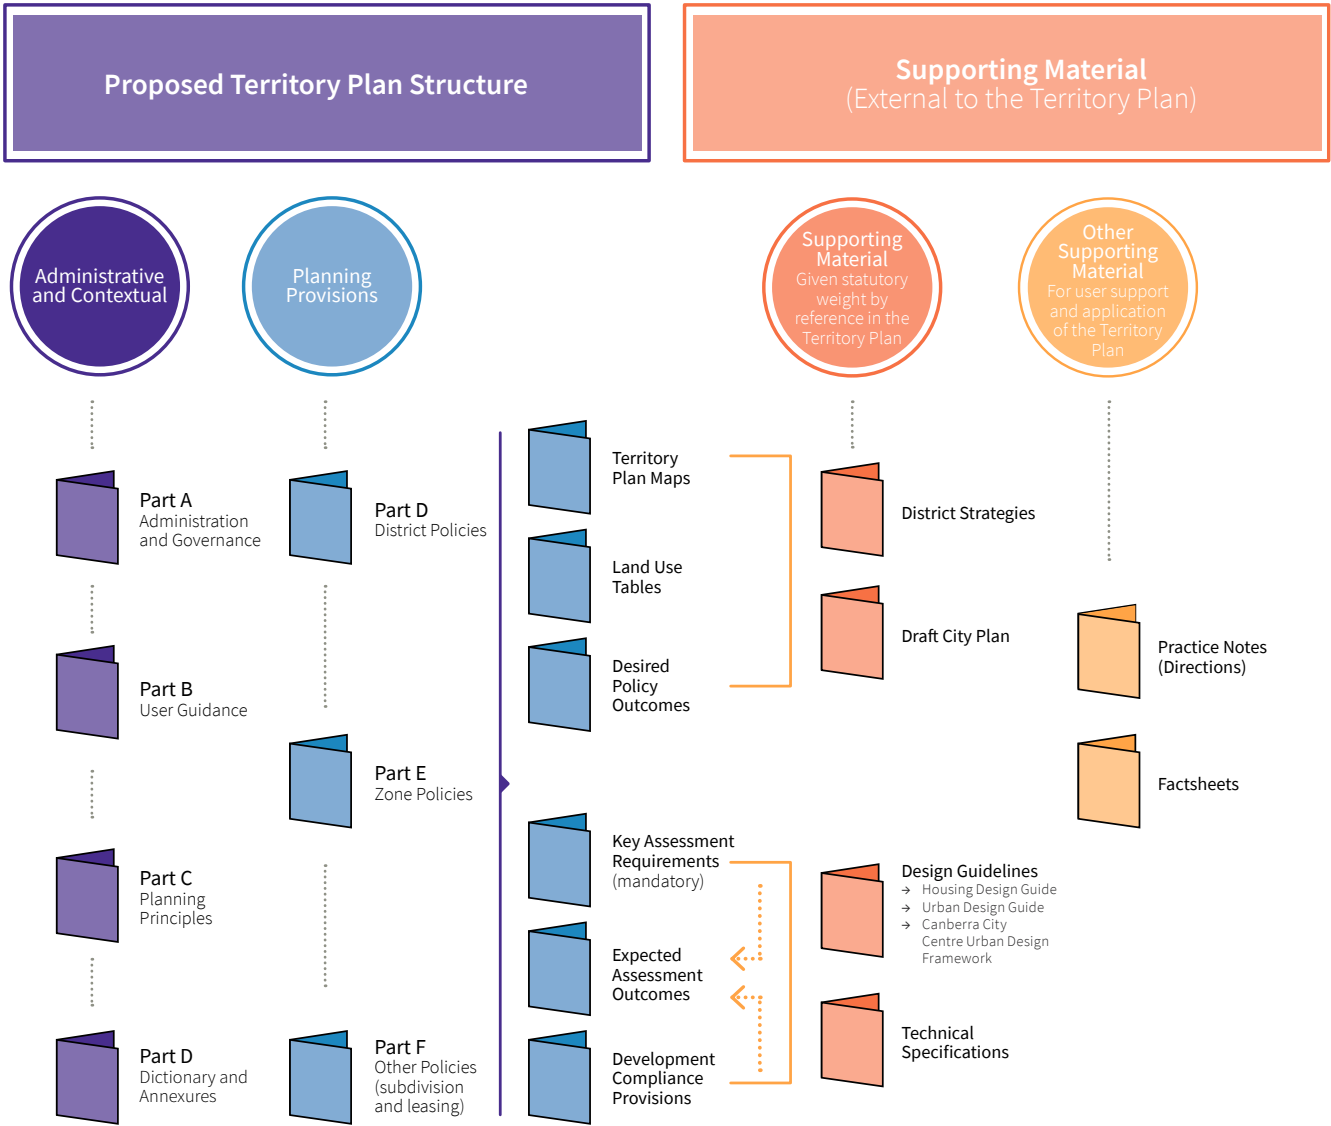 Proposed Territory Plan Structure
Supporting Material
(External to the Territory Plan)
Administrative
and Contextual
Planning
Provisions
Supporting
Material
Given statutory
weight by
reference in the
Territory Plan
Other
Supporting
Material
For user support
and application
of the Territory
Plan
Part A
Administration
and Governance
Part B
User Guidance
Part C
Planning
Principles
Part D
Dictionary and
Annexures
Part D
District Policies
Part E
Zone Policies
Part F
Other Policies
(subdivision
and leasing)
Territory
Plan Maps
Land Use
Tables
Desired
Policy
Outcomes
Key Assessment
Requirements
(mandatory)
Expected
Assessment
Outcomes
Development
Compliance
Provisions
District Strategies
Draft City Plan
Design Guidelines
→ Housing Design Guide
→ Urban Design Guide
→ Canberra City
Centre Urban Design
Framework
Technical
Specifications
Practice Notes
(Directions)
Factsheets